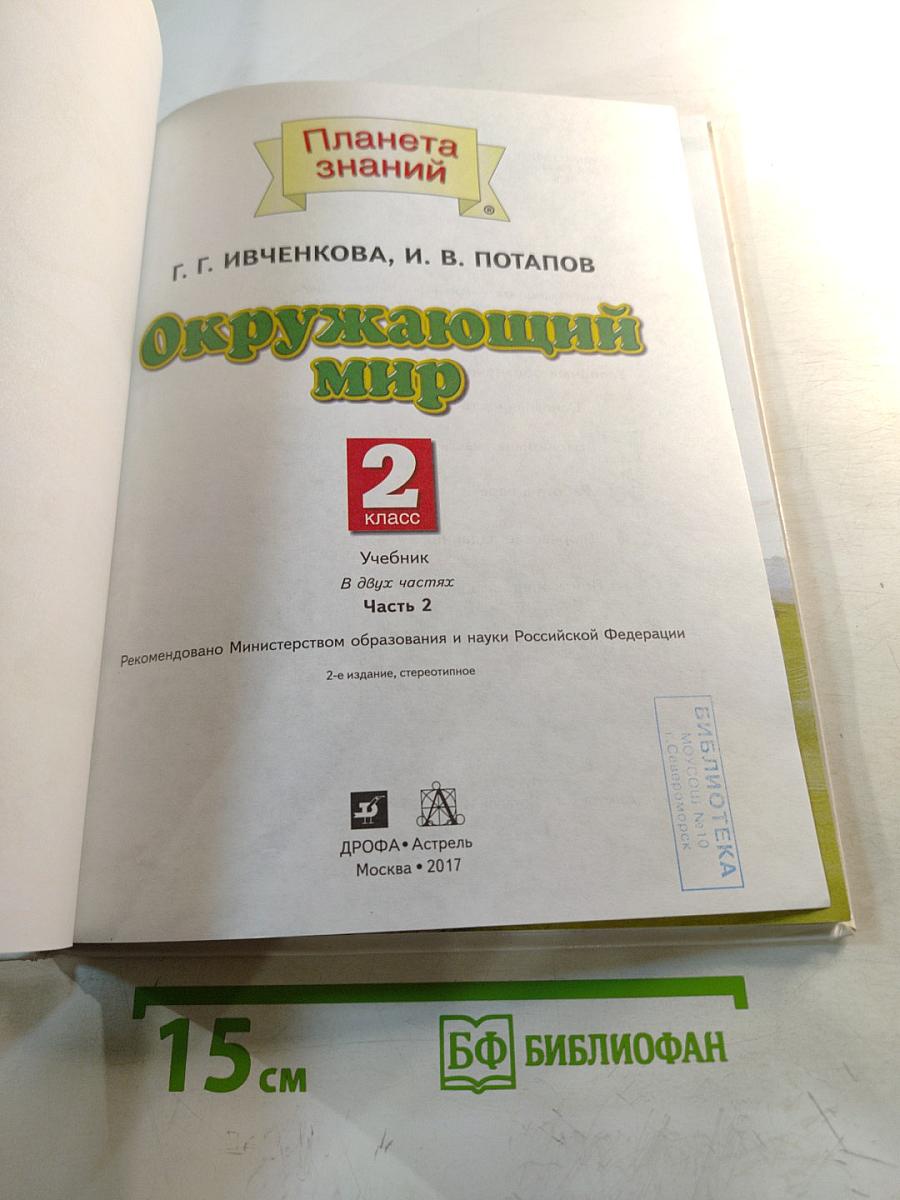 Планета
знаний
®
Г. Г. ИВЧЕНКОВА, И. В. ПОТАПОВ
Окружающий
мир
2
класс
Учебник
В двух частях
Часть 2
Рекомендовано Министерством образования и науки Российской Федерации
2-е издание, стереотипное
БИБЛИОТЕКА
МОУСОШ №10
г.Североморск
ДРОФА•Астрель
Москва • 2017
15 см
БФ БИБЛИОФАН